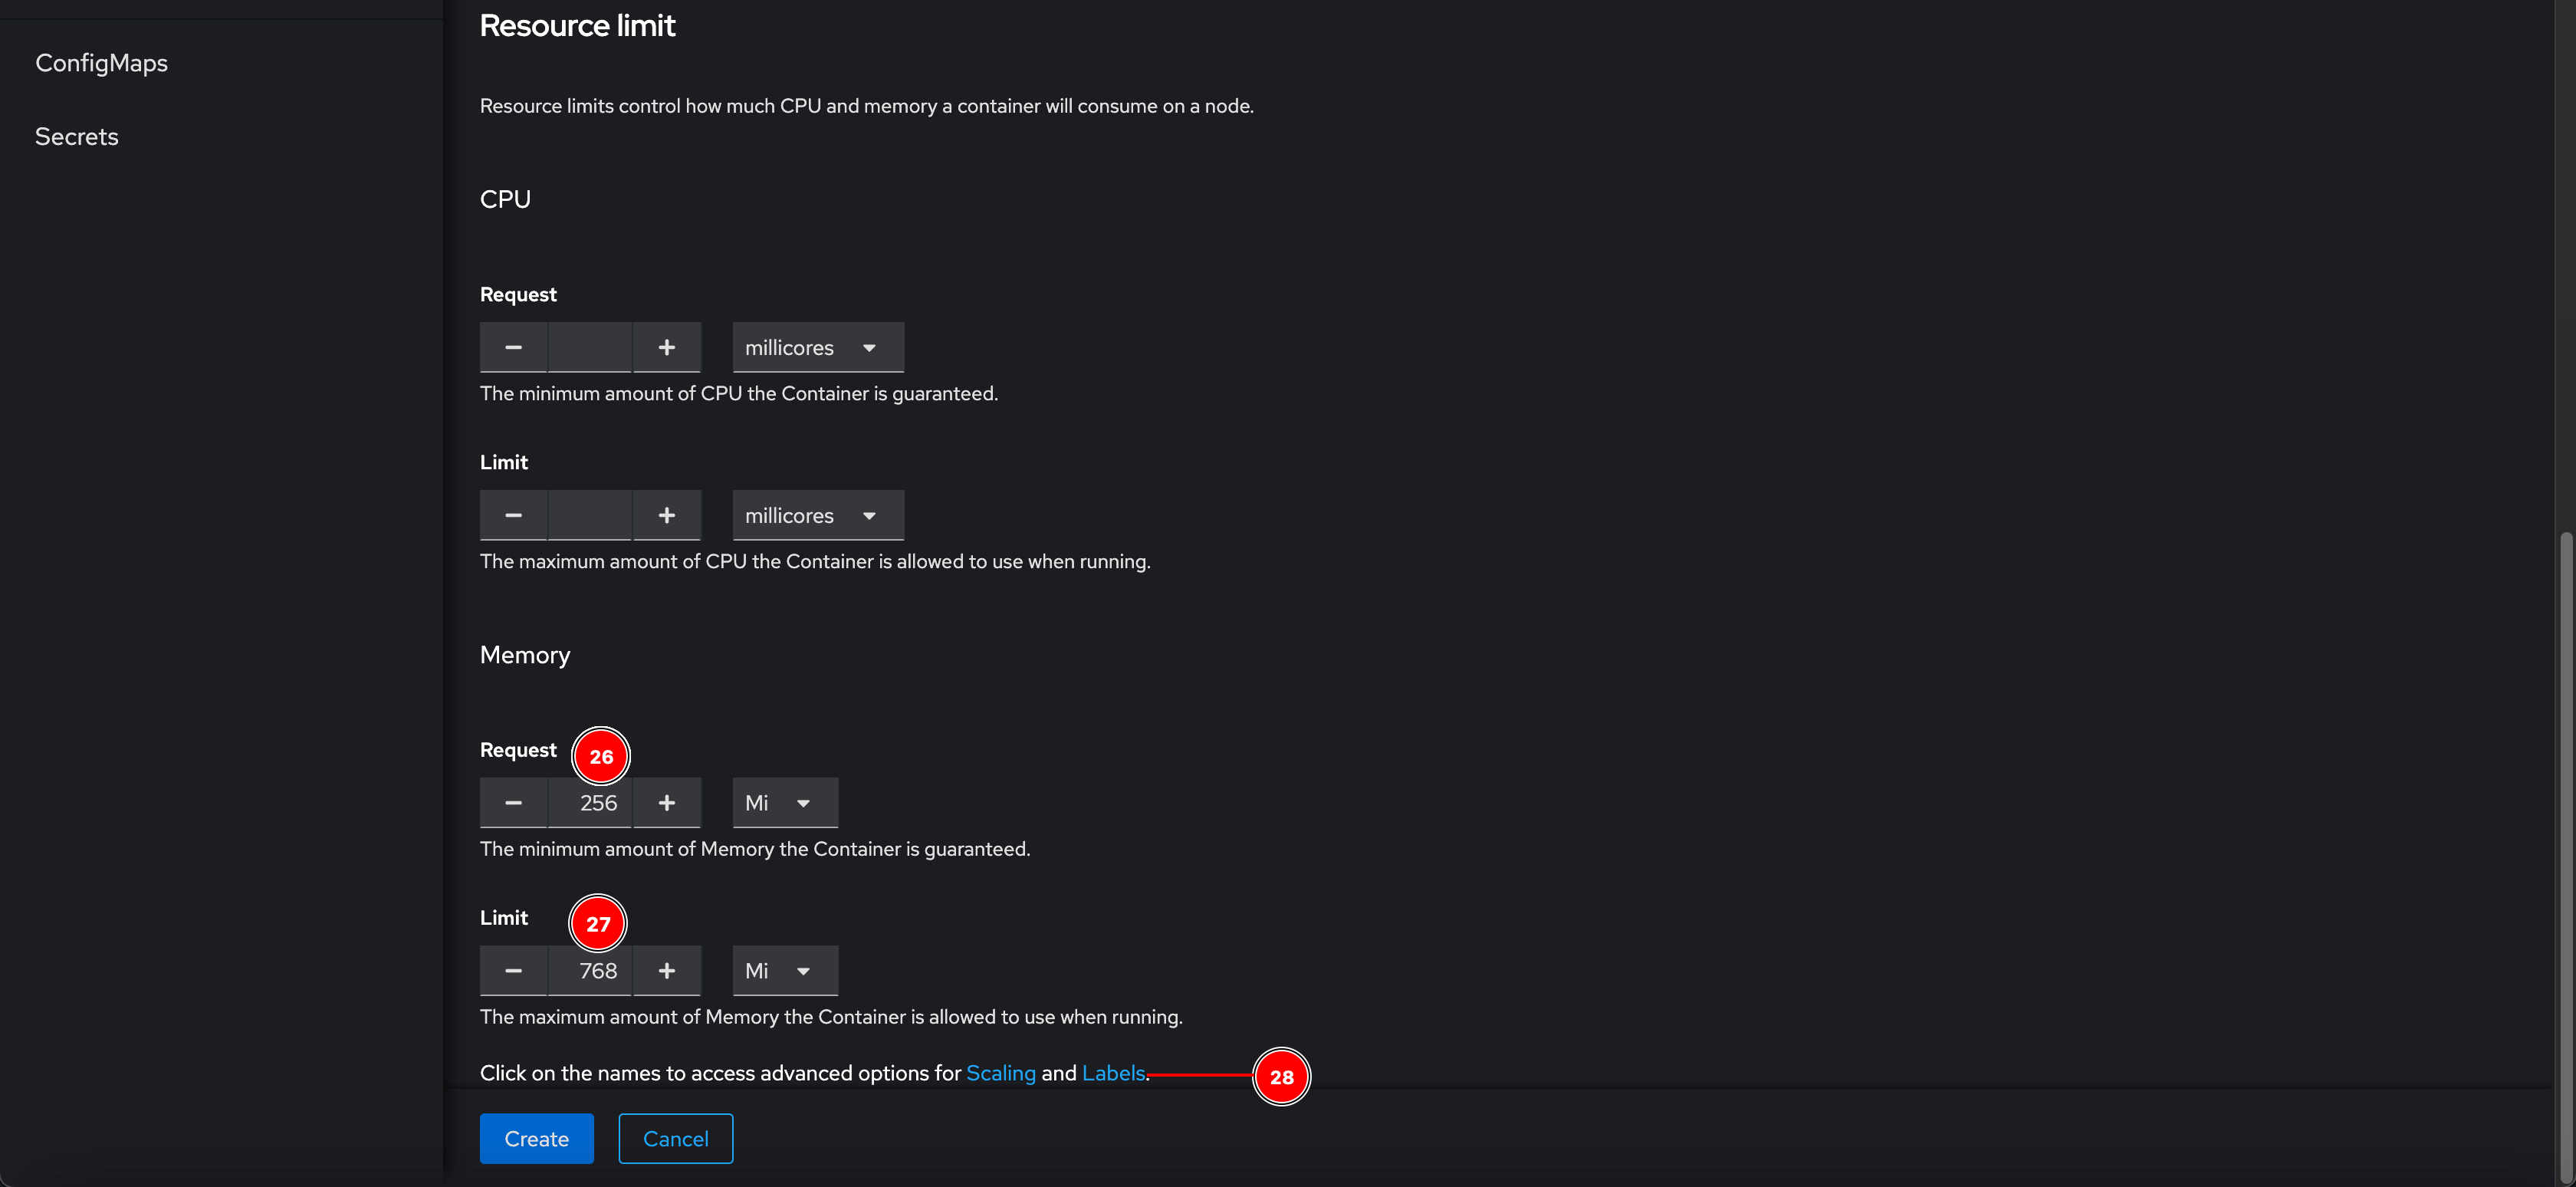 ConfigMaps
Secrets
Resource limit
Resource limits control how much CPU and memory a container will consume on a node.
CPU
Request
millicores
The minimum amount of CPU the Container is guaranteed.
Limit
millicores
The maximum amount of CPU the Container is allowed to use when running.
Memory
Request 26
256 Mi
The minimum amount of Memory the Container is guaranteed.
Limit 27
768 Mi
The maximum amount of Memory the Container is allowed to use when running.
Click on the names to access advanced options for Scaling and Labels. 28
Create Cancel